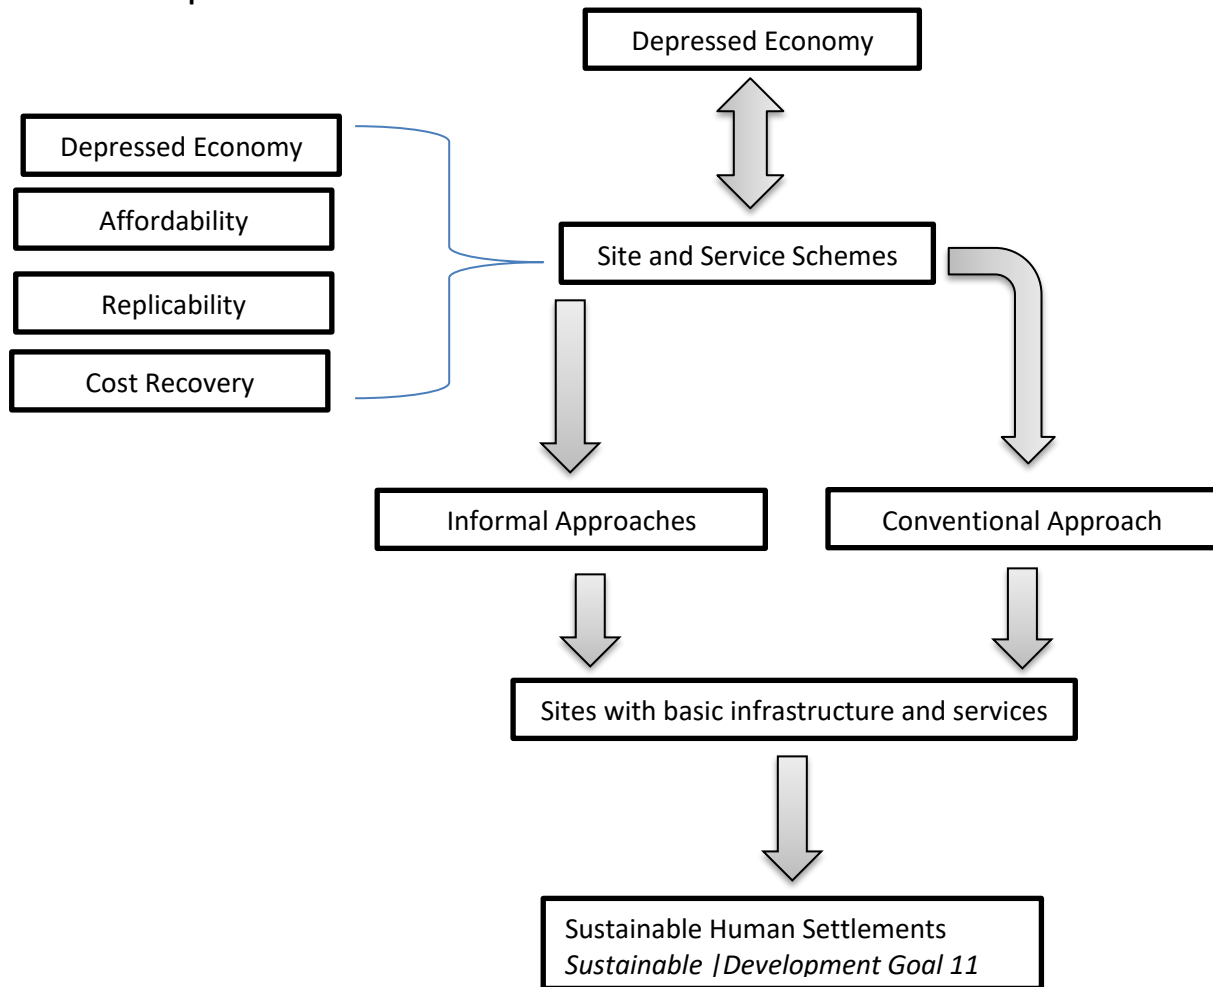 Depressed Economy
Depressed Economy
Affordability
Site and Service Schemes
Replicability
Cost Recovery
Informal Approaches
Conventional Approach
Sites with basic infrastructure and services
Sustainable Human Settlements
Sustainable |Development Goal 11